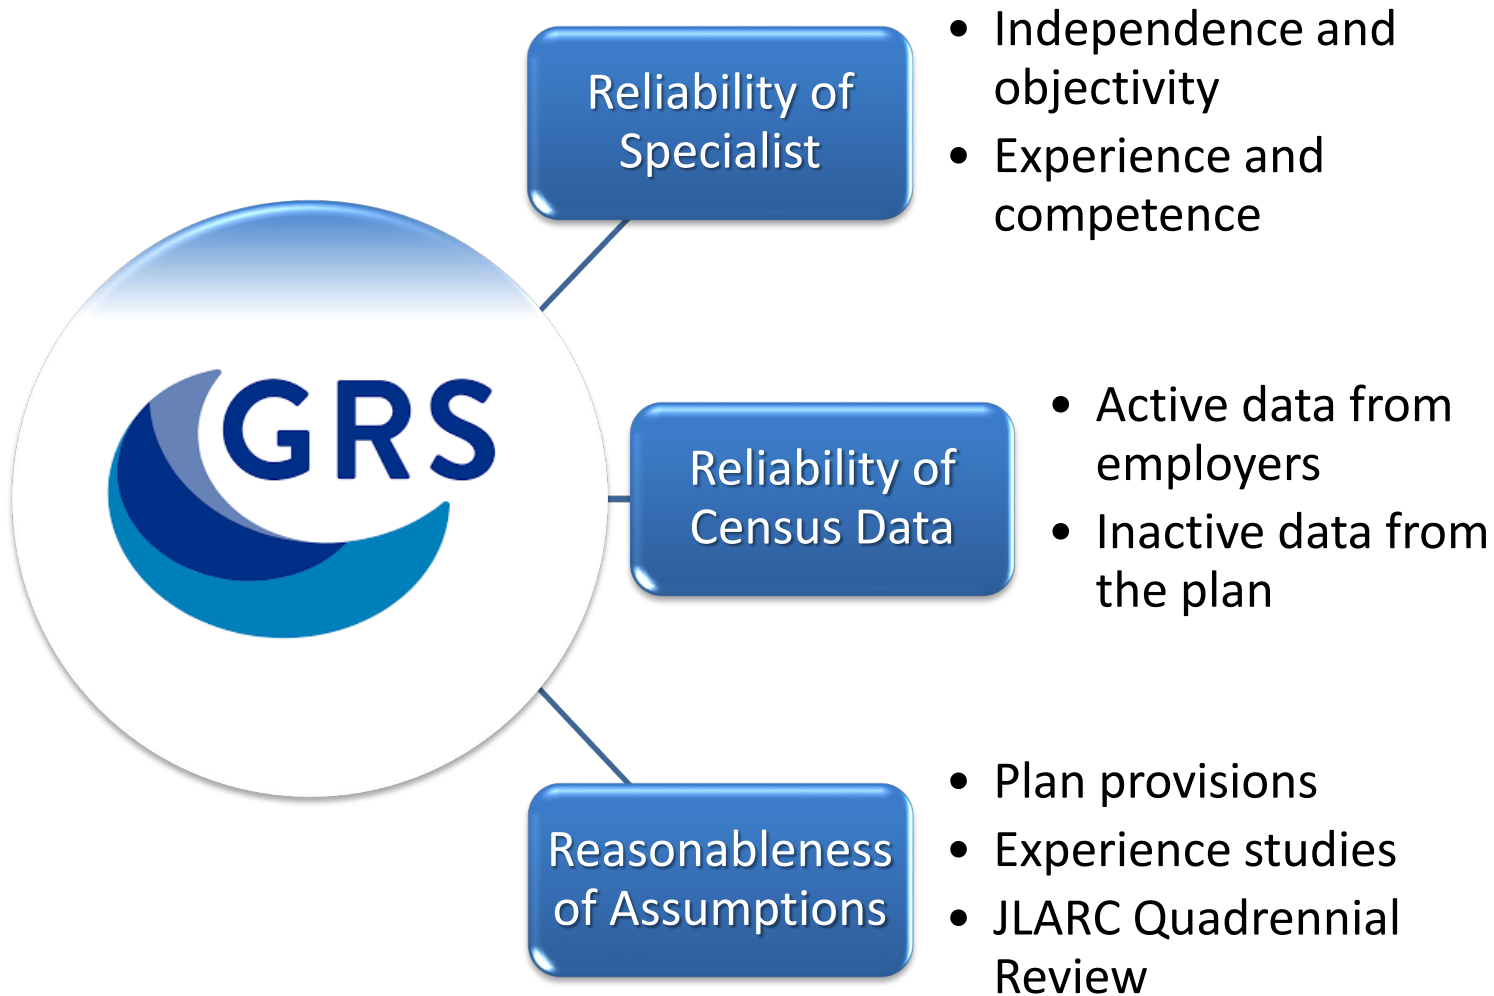 GRS
Reliability of
Specialist
• Independence and
objectivity
• Experience and
competence
Reliability of
Census Data
• Active data from
employers
• Inactive data from
the plan
Reasonableness
of Assumptions
• Plan provisions
• Experience studies
• JLARC Quadrennial
Review